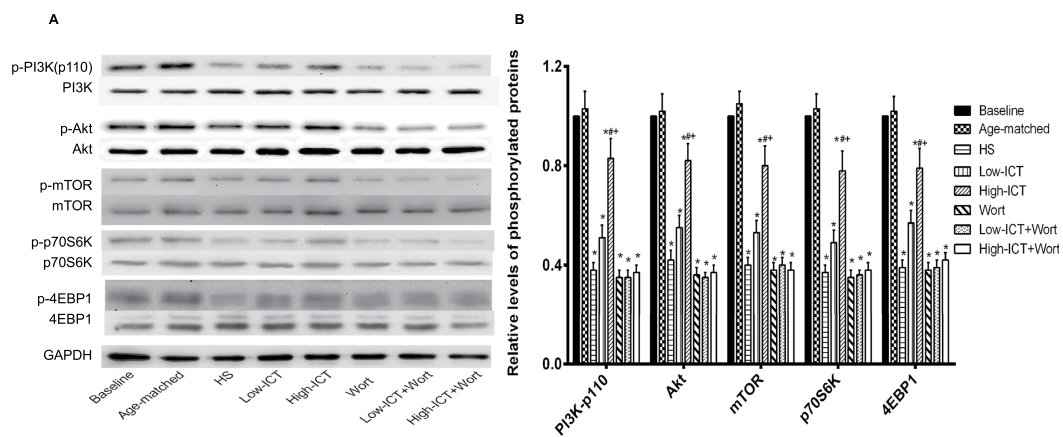 A
p-PI3K(p110)
PI3K
p-Akt
Akt
p-mTOR
mTOR
p-p70S6K
p70S6K
p-4EBP1
4EBP1
GAPDH
Baseline
Age-matched
HS
Low-ICT
High-ICT
Wort
Low-ICT+Wort
High-ICT+Wort
B
Relative levels of phosphorylated proteins
1.2
0.8
0.4
0.0
* * *#+ * * *
* * *#+ * * *
* * *#+ * * *
* * *#+ * * *
* * *#+ * * *
PI3K-p110
Akt
mTOR
p70S6K
4EBP1
Baseline
Age-matched
HS
Low-ICT
High-ICT
Wort
Low-ICT+Wort
High-ICT+Wort